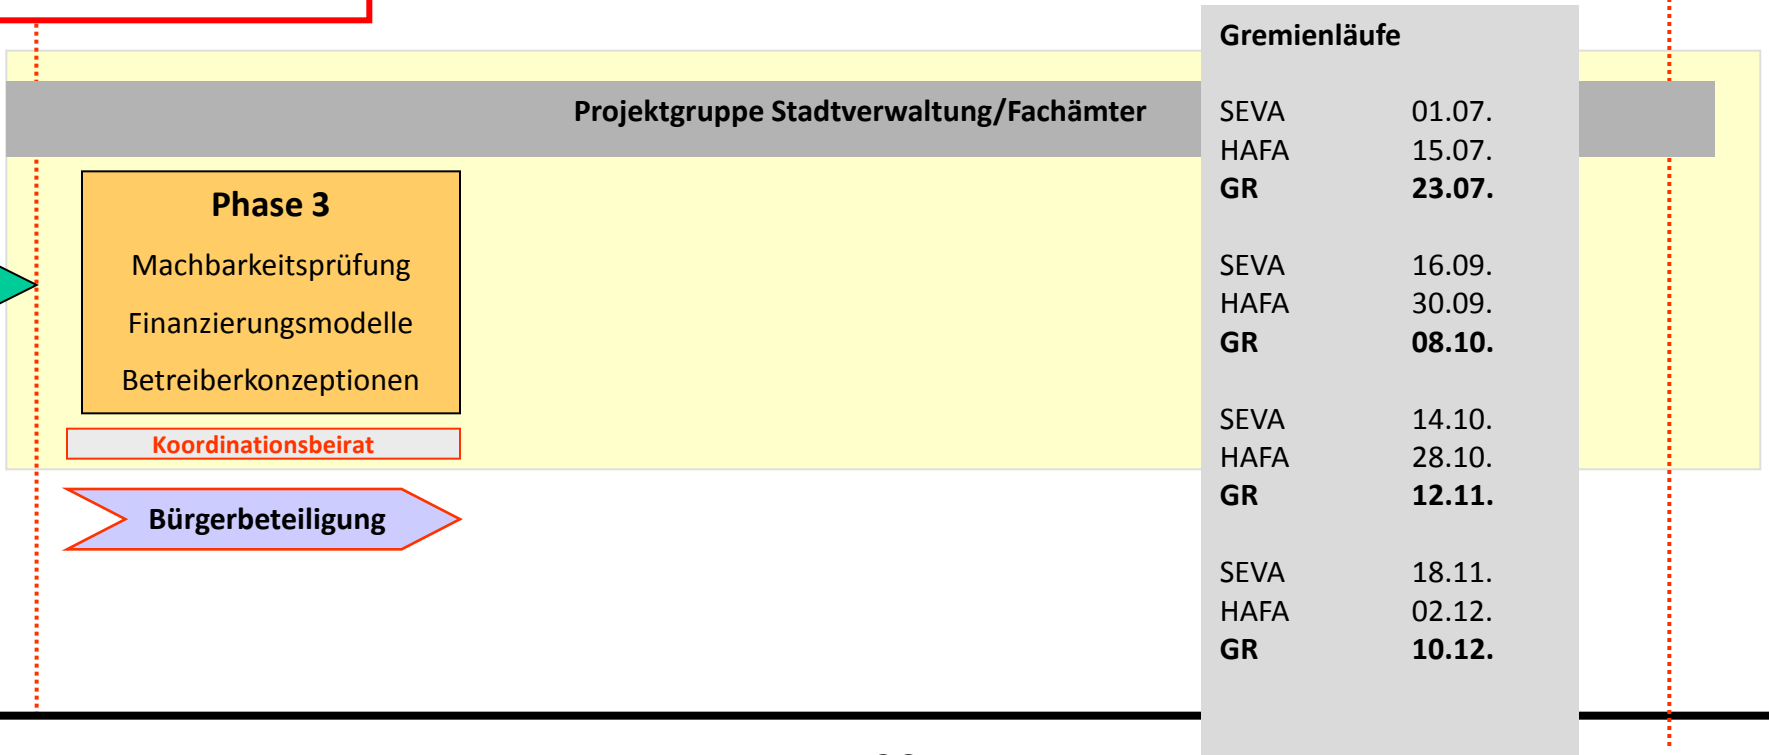 Projektgruppe Stadtverwaltung/Fachämter
Phase 3
Machbarkeitsprüfung
Finanzierungsmodelle
Betreiberkonzeptionen
Koordinationsbeirat
Bürgerbeteiligung
Gremienläufe
SEVA 01.07.
HAFA 15.07.
GR 23.07.
SEVA 16.09.
HAFA 30.09.
GR 08.10.
SEVA 14.10.
HAFA 28.10.
GR 12.11.
SEVA 18.11.
HAFA 02.12.
GR 10.12.